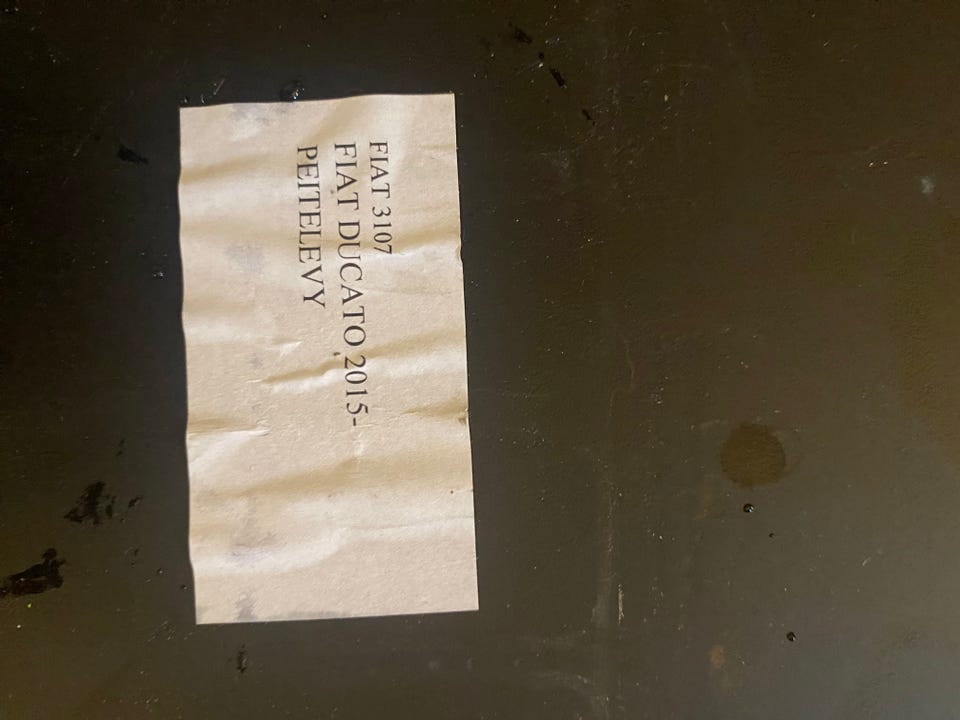 FIAT 3107
FIAT DUCATO 2015-
PEITELEVY